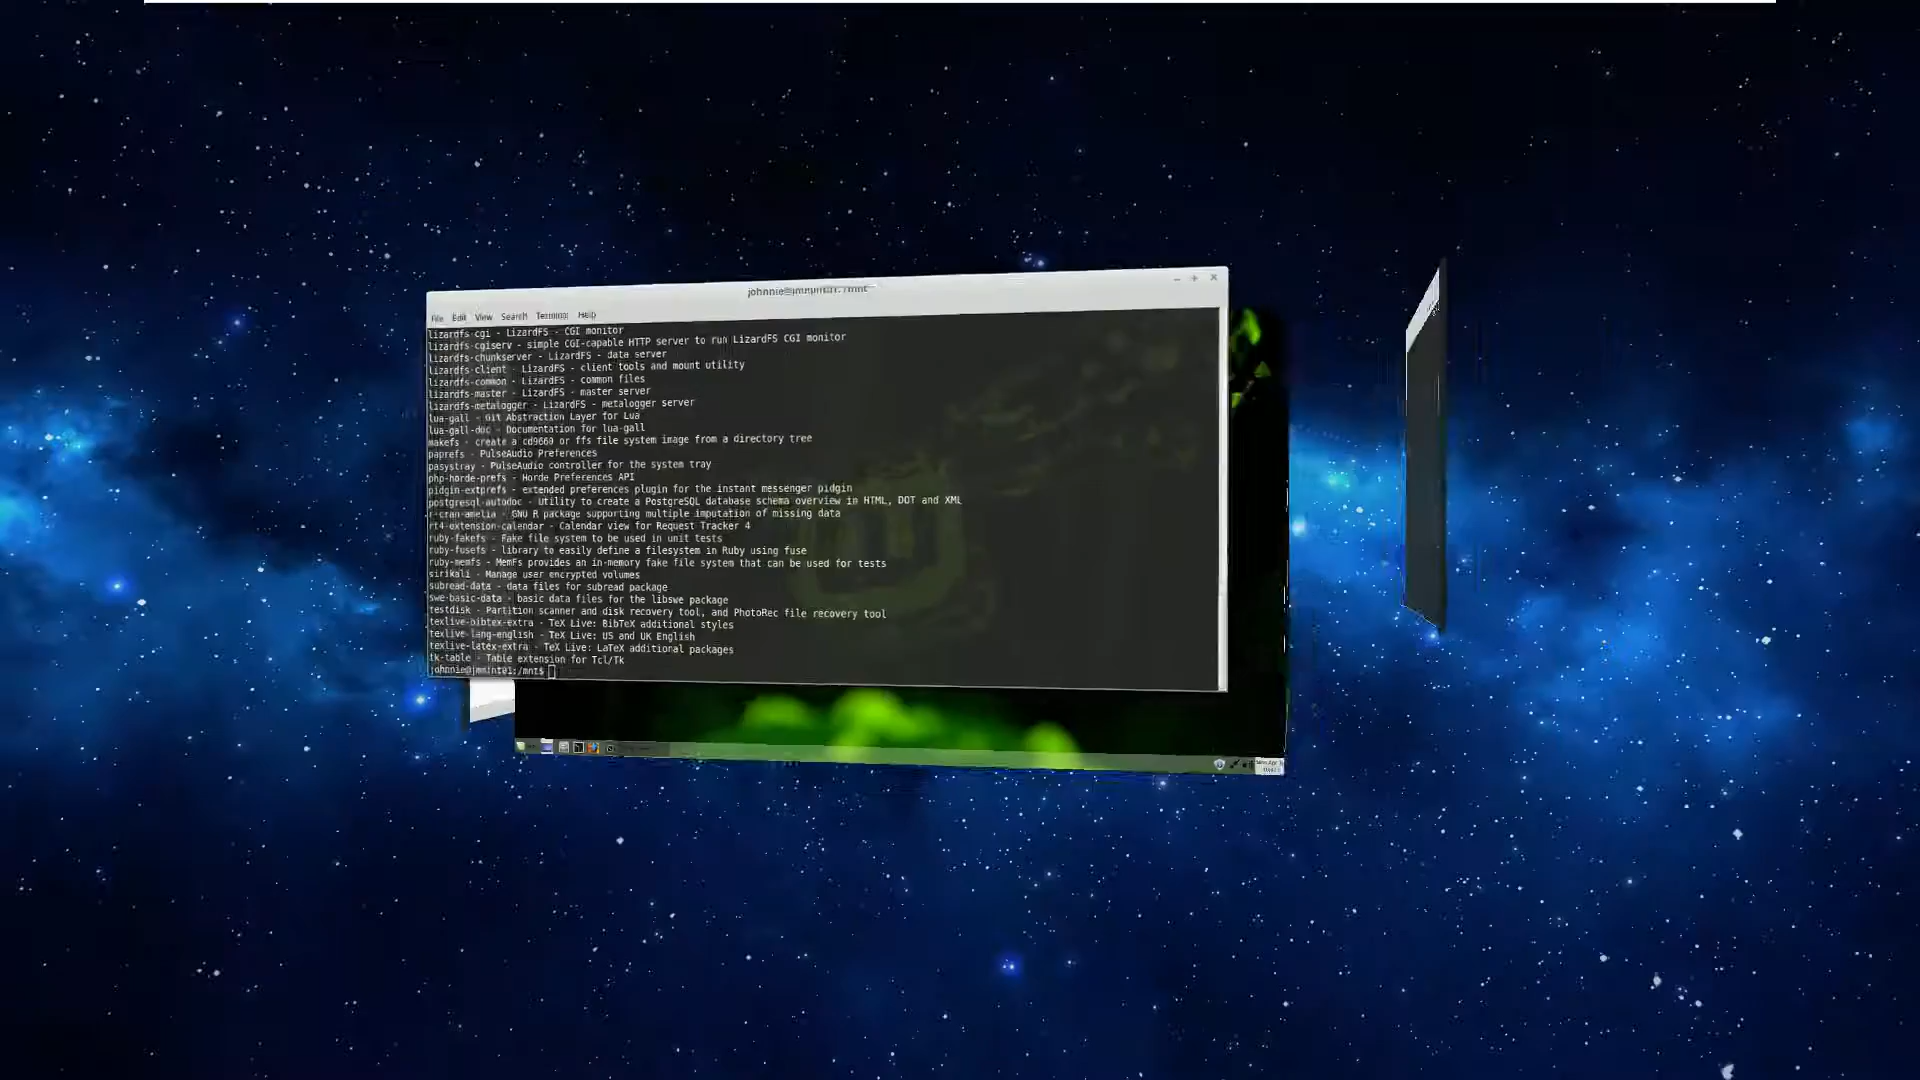 File Edit View Search Terminal Help
lizardfs-cgi - LizardFS - CGI monitor
lizardfs-cgiserv - simple CGI-capable HTTP server to run LizardFS CGI monitor
lizardfs-chunkserver - LizardFS - data server
lizardfs-client - LizardFS - client tools and mount utility
lizardfs-common - LizardFS - common files
lizardfs-master - LizardFS - master server
lizardfs-metalogger - LizardFS - metalogger server
lua-gall - Git Abstraction Layer for Lua
lua-gall-doc - Documentation for lua-gall
makefs - create a cd9660 or ffs file system image from a directory tree
paprefs - PulseAudio Preferences
pasystray - PulseAudio controller for the system tray
php-horde-prefs - Horde Preferences API
pidgin-extprefs - extended preferences plugin for the instant messenger pidgin
postgresql-autodoc - Utility to create a PostgreSQL database schema overview in HTML, DOT and XML
r-cran-amelia - GNU R package supporting multiple imputation of missing data
rt4-extension-calendar - Calendar view for Request Tracker 4
ruby-fakefs - Fake file system to be used in unit tests
ruby-fusefs - library to easily define a filesystem in Ruby using fuse
ruby-memfs - MemFs provides an in-memory fake file system that can be used for tests
sirikali - Manage user encrypted volumes
subread-data - data files for subread package
swe-basic-data - basic data files for the libswe package
testdisk - Partition scanner and disk recovery tool, and PhotoRec file recovery tool
texlive-bibtex-extra - TeX Live: BibTeX additional styles
texlive-lang-english - TeX Live: US and UK English
texlive-latex-extra - TeX Live: LaTeX additional packages
tk-table - Table extension for Tcl/Tk
johnnie@jmmint01:/mnt$